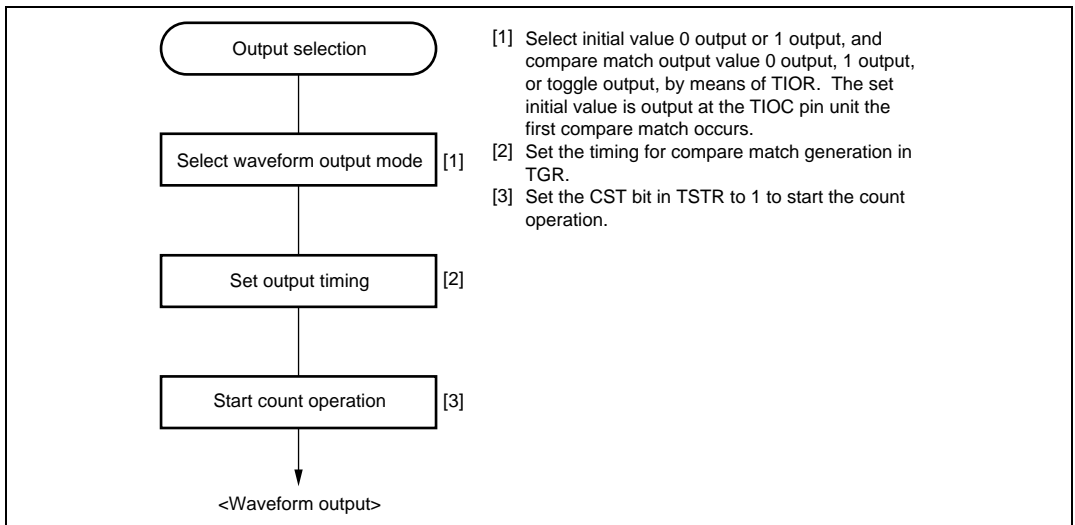 Output selection
Select waveform output mode [1]
Set output timing [2]
Start count operation [3]
<Waveform output>
[1] Select initial value 0 output or 1 output, and
compare match output value 0 output, 1 output,
or toggle output, by means of TIOR. The set
initial value is output at the TIOC pin unit the
first compare match occurs.
[2] Set the timing for compare match generation in
TGR.
[3] Set the CST bit in TSTR to 1 to start the count
operation.